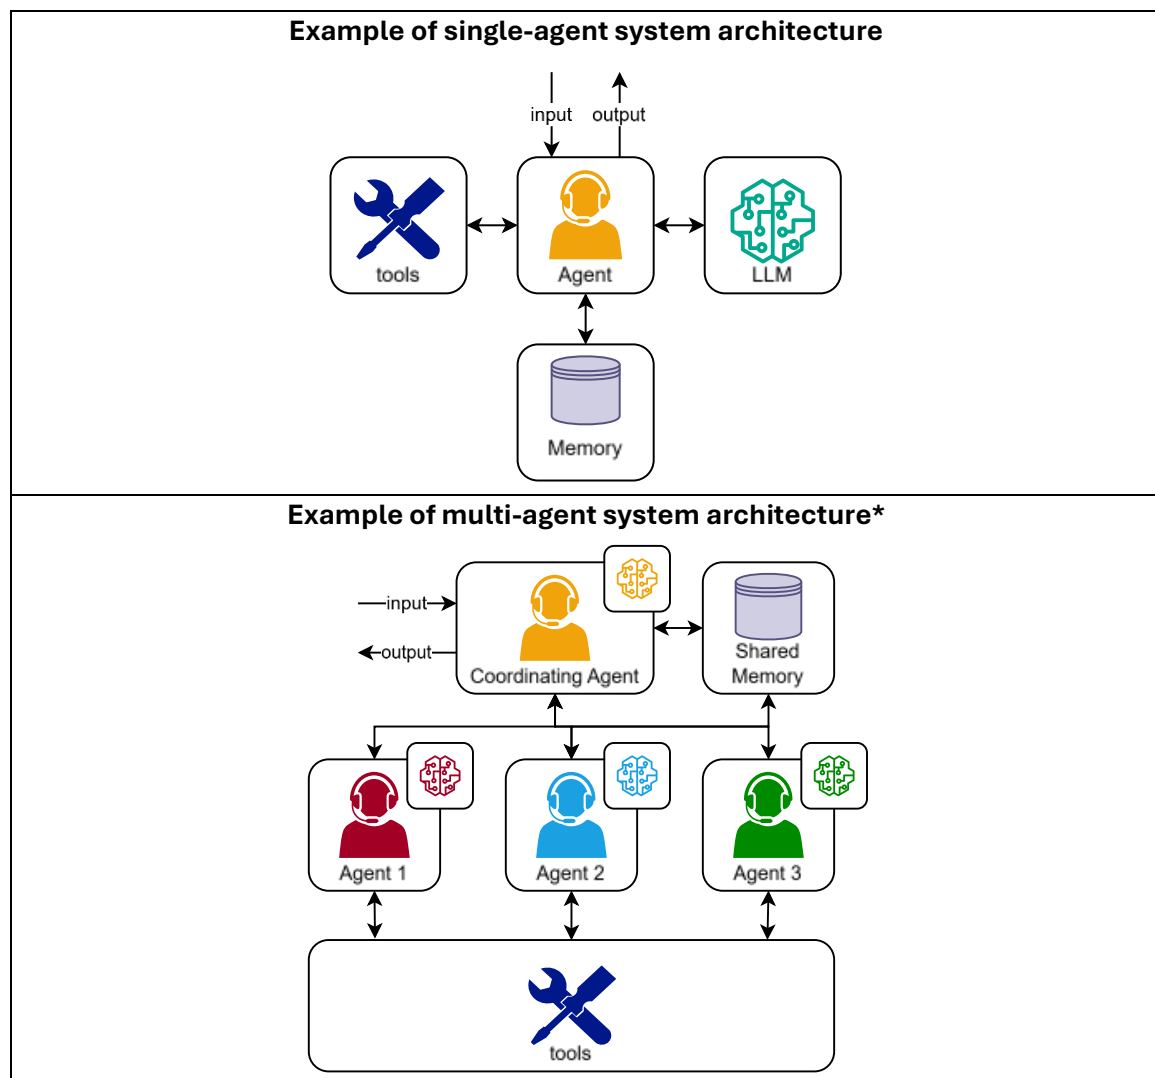 Example of single-agent system architecture
input
output
tools
Agent
LLM
Memory
Example of multi-agent system architecture*
input
output
Coordinating Agent
Shared
Memory
Agent 1
Agent 2
Agent 3
tools